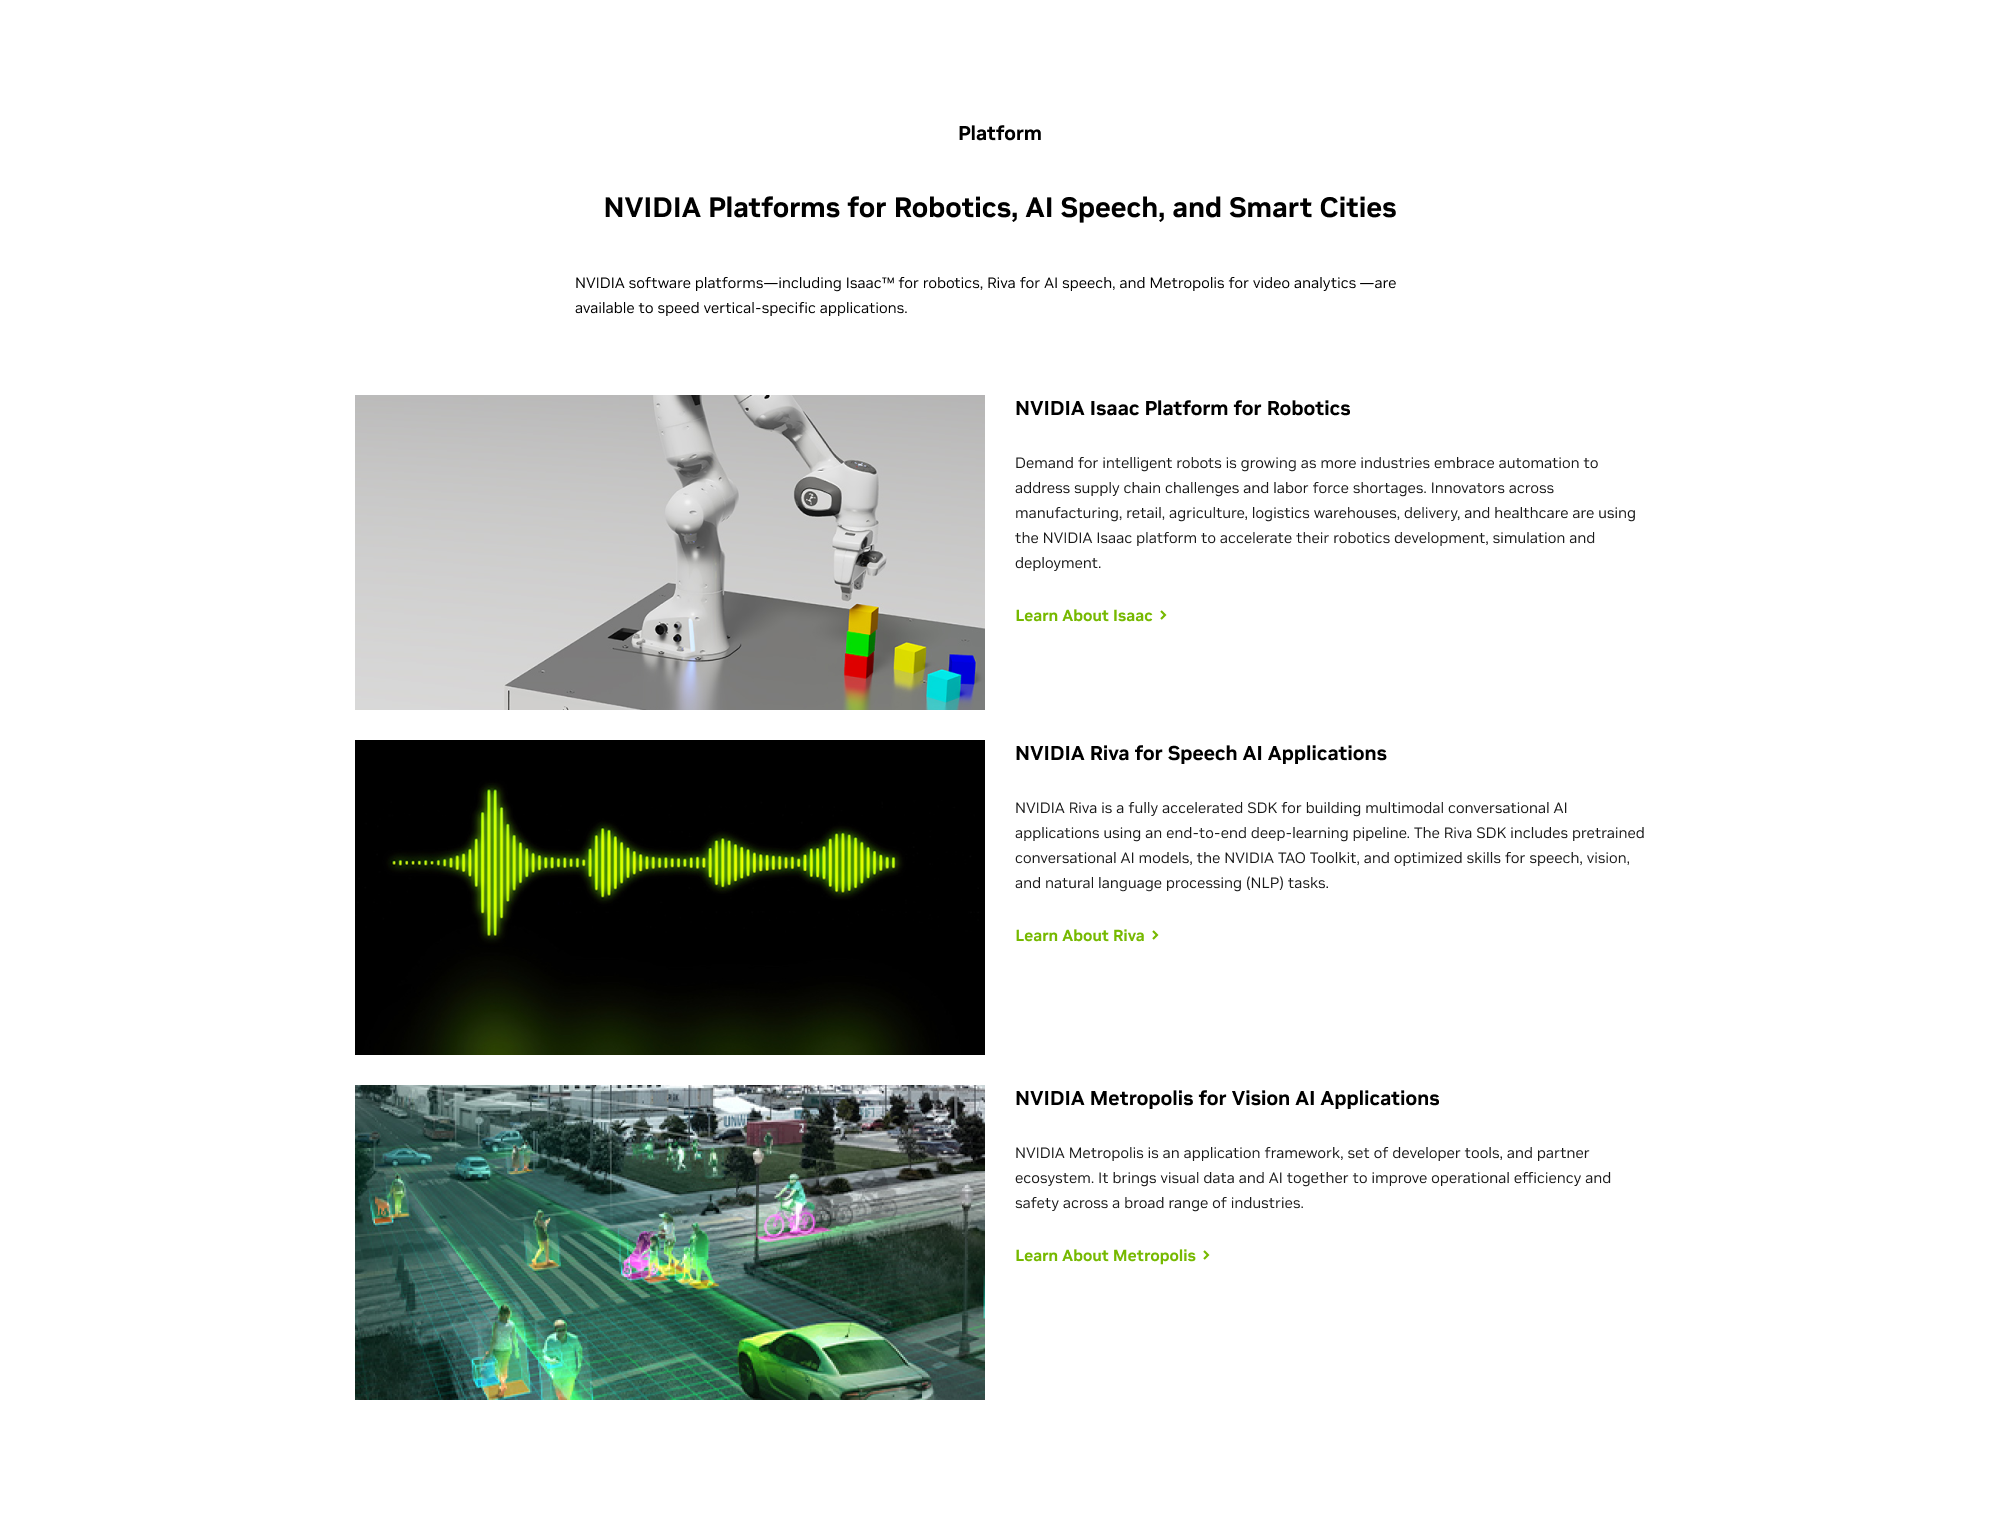 Platform
NVIDIA Platforms for Robotics, AI Speech, and Smart Cities
NVIDIA software platforms—including Isaac™ for robotics, Riva for AI speech, and Metropolis for video analytics —are
available to speed vertical-specific applications.
NVIDIA Isaac Platform for Robotics
Demand for intelligent robots is growing as more industries embrace automation to
address supply chain challenges and labor force shortages. Innovators across
manufacturing, retail, agriculture, logistics warehouses, delivery, and healthcare are using
the NVIDIA Isaac platform to accelerate their robotics development, simulation and
deployment.
Learn About Isaac
NVIDIA Riva for Speech AI Applications
NVIDIA Riva is a fully accelerated SDK for building multimodal conversational AI
applications using an end-to-end deep-learning pipeline. The Riva SDK includes pretrained
conversational AI models, the NVIDIA TAO Toolkit, and optimized skills for speech, vision,
and natural language processing (NLP) tasks.
Learn About Riva
NVIDIA Metropolis for Vision AI Applications
NVIDIA Metropolis is an application framework, set of developer tools, and partner
ecosystem. It brings visual data and AI together to improve operational efficiency and
safety across a broad range of industries.
Learn About Metropolis